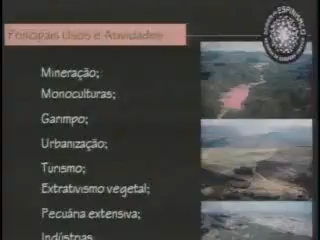 Principais Usos e Atividades
Mineração;
Monoculturas;
Garimpo;
Urbanização;
Turismo;
Extrativismo vegetal;
Pecuária extensiva;
Indústrias